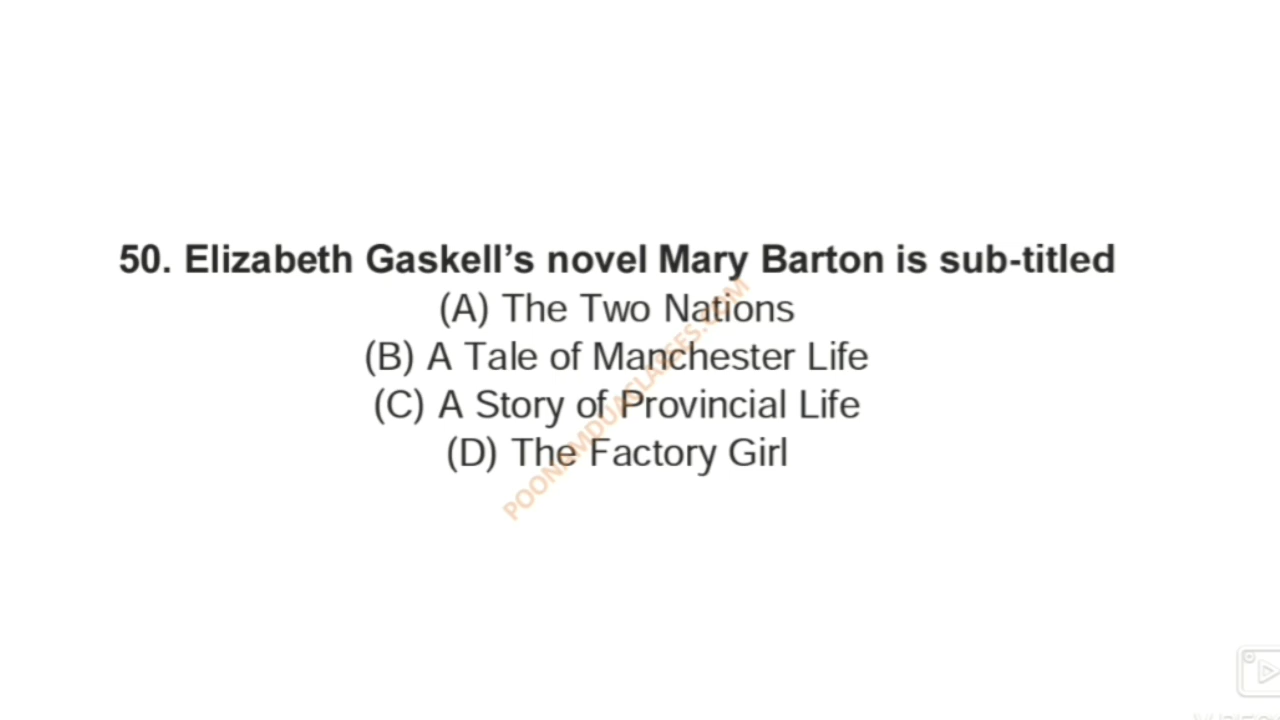 50. Elizabeth Gaskell’s novel Mary Barton is sub-titled
(A) The Two Nations
(B) A Tale of Manchester Life
(C) A Story of Provincial Life
(D) The Factory Girl